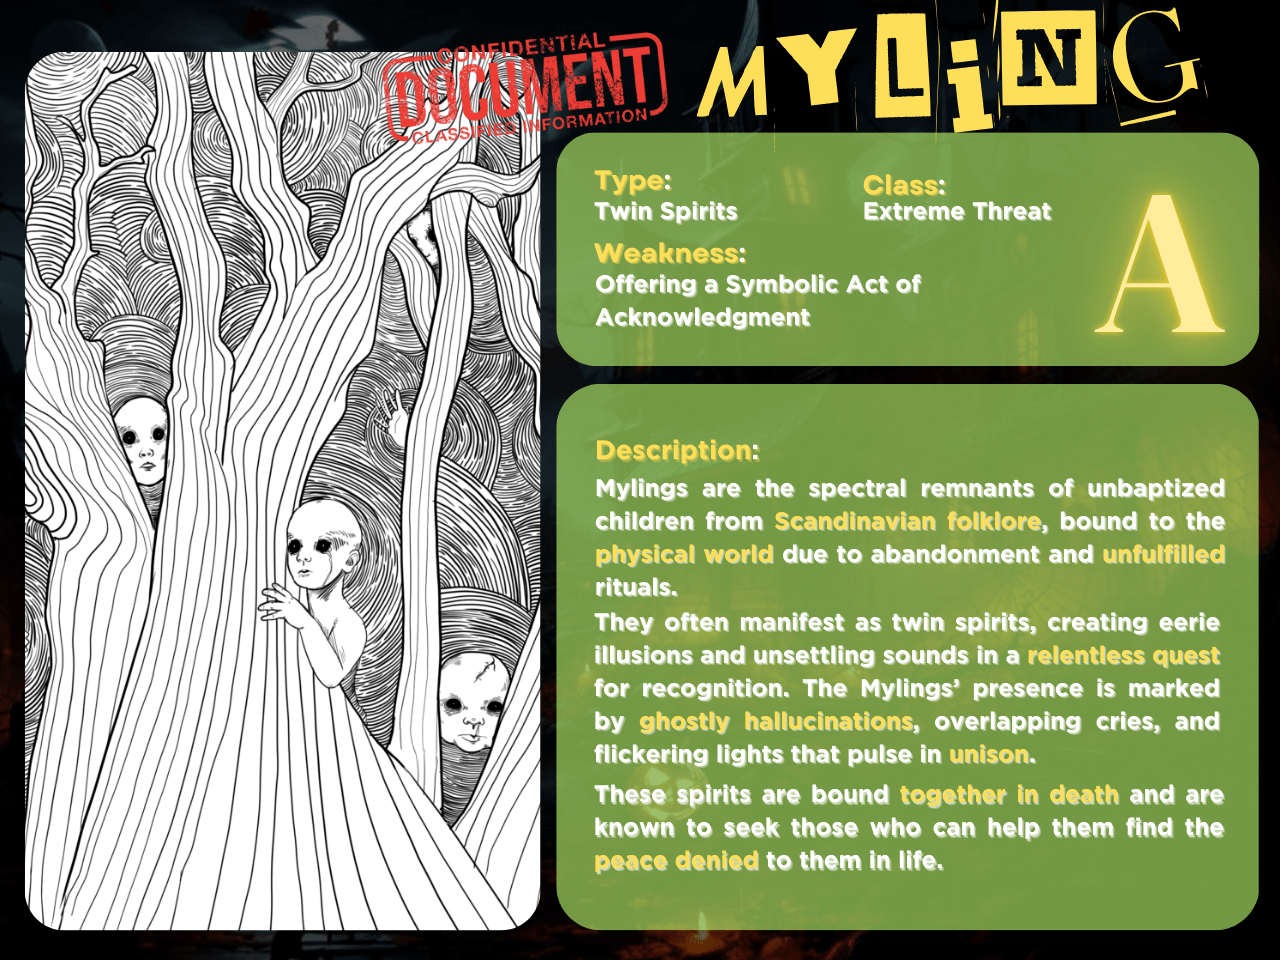 CONFIDENTIAL
DOCUMENT
CLASSIFIED INFORMATION
MYLiNG
Type:
Twin Spirits
Class:
Extreme Threat
A
Weakness:
Offering a Symbolic Act of
Acknowledgment
Description:
Mylings are the spectral remnants of unbaptized
children from Scandinavian folklore, bound to the
physical world due to abandonment and unfulfilled
rituals.
They often manifest as twin spirits, creating eerie
illusions and unsettling sounds in a relentless quest
for recognition. The Mylings’ presence is marked
by ghostly hallucinations, overlapping cries, and
flickering lights that pulse in unison.
These spirits are bound together in death and are
known to seek those who can help them find the
peace denied to them in life.